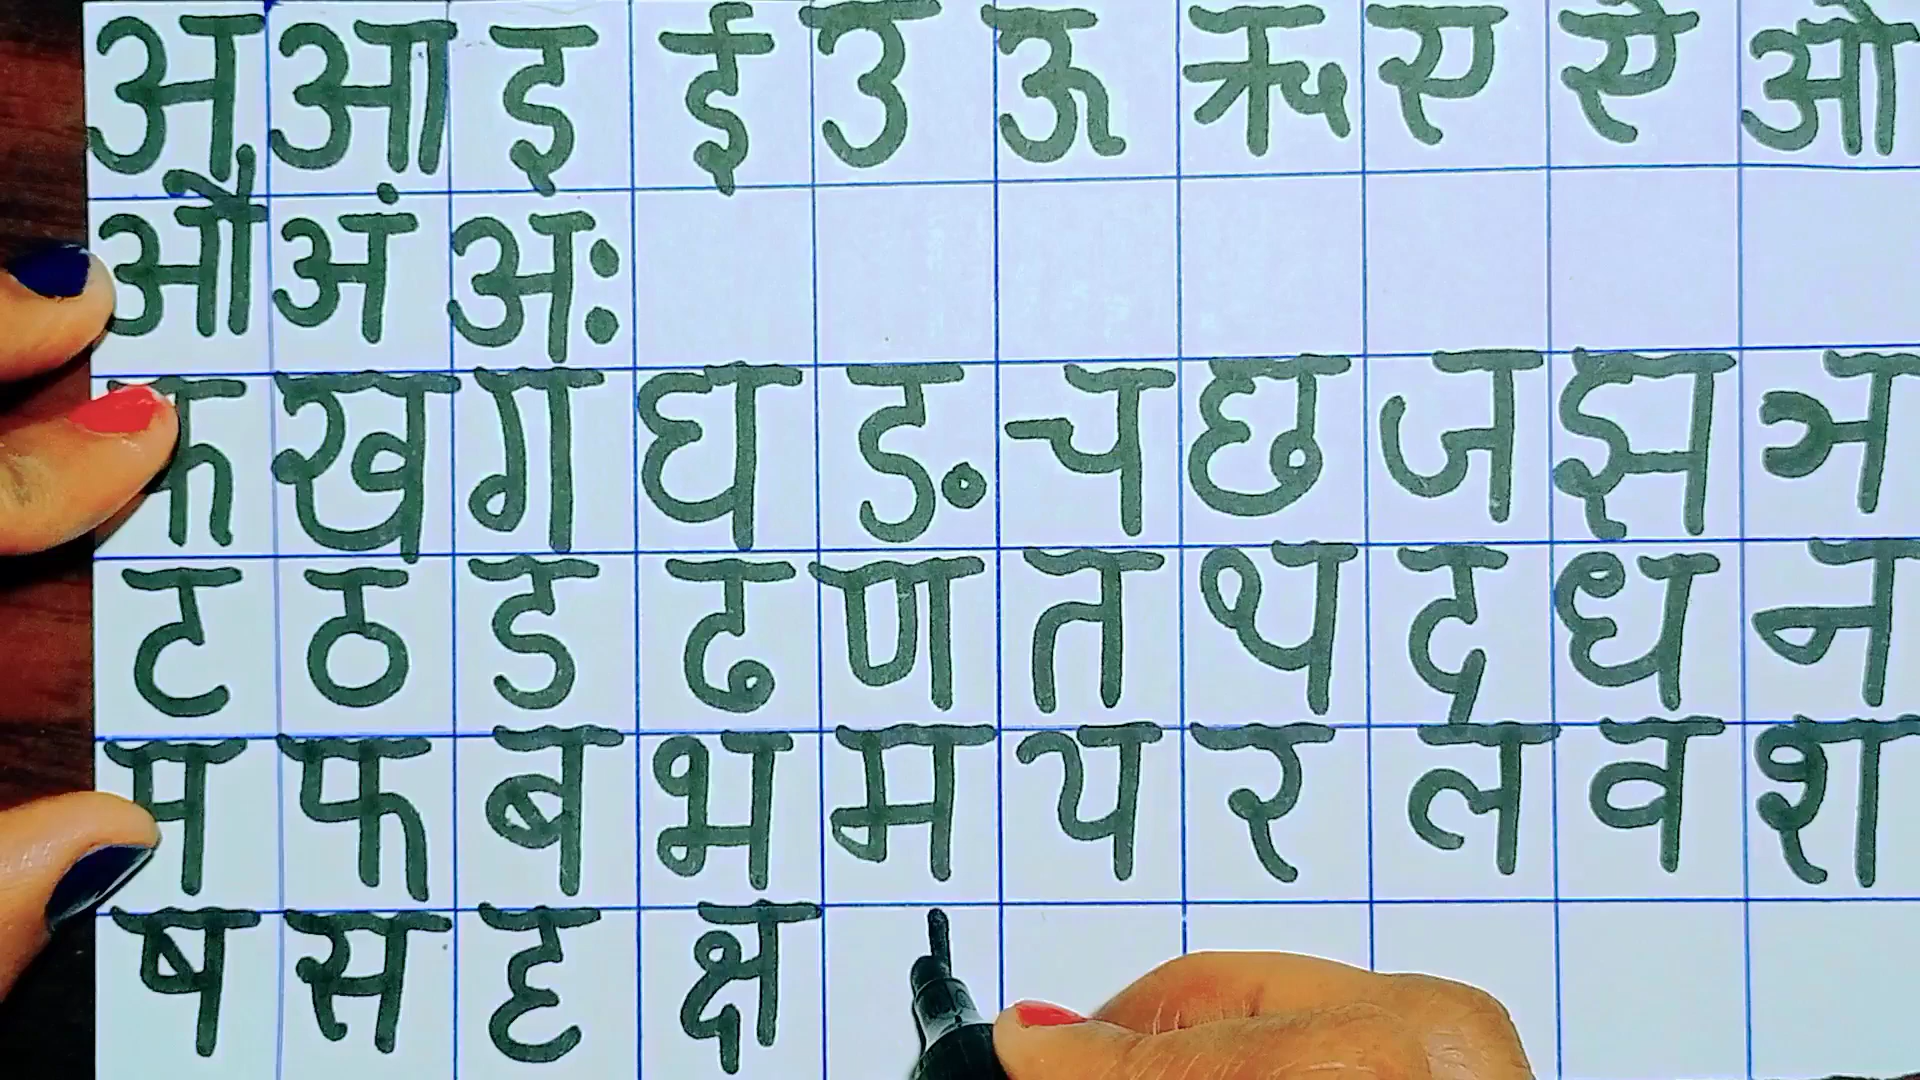 अ आ इ ई उ ऊ ऋ ए ऐ ओ
औ अं अः
क ख ग घ ङ च छ ज झ ञ
ट ठ ड ढ ण त थ द ध न
प फ ब भ म य र ल व श
ष स ह क्ष